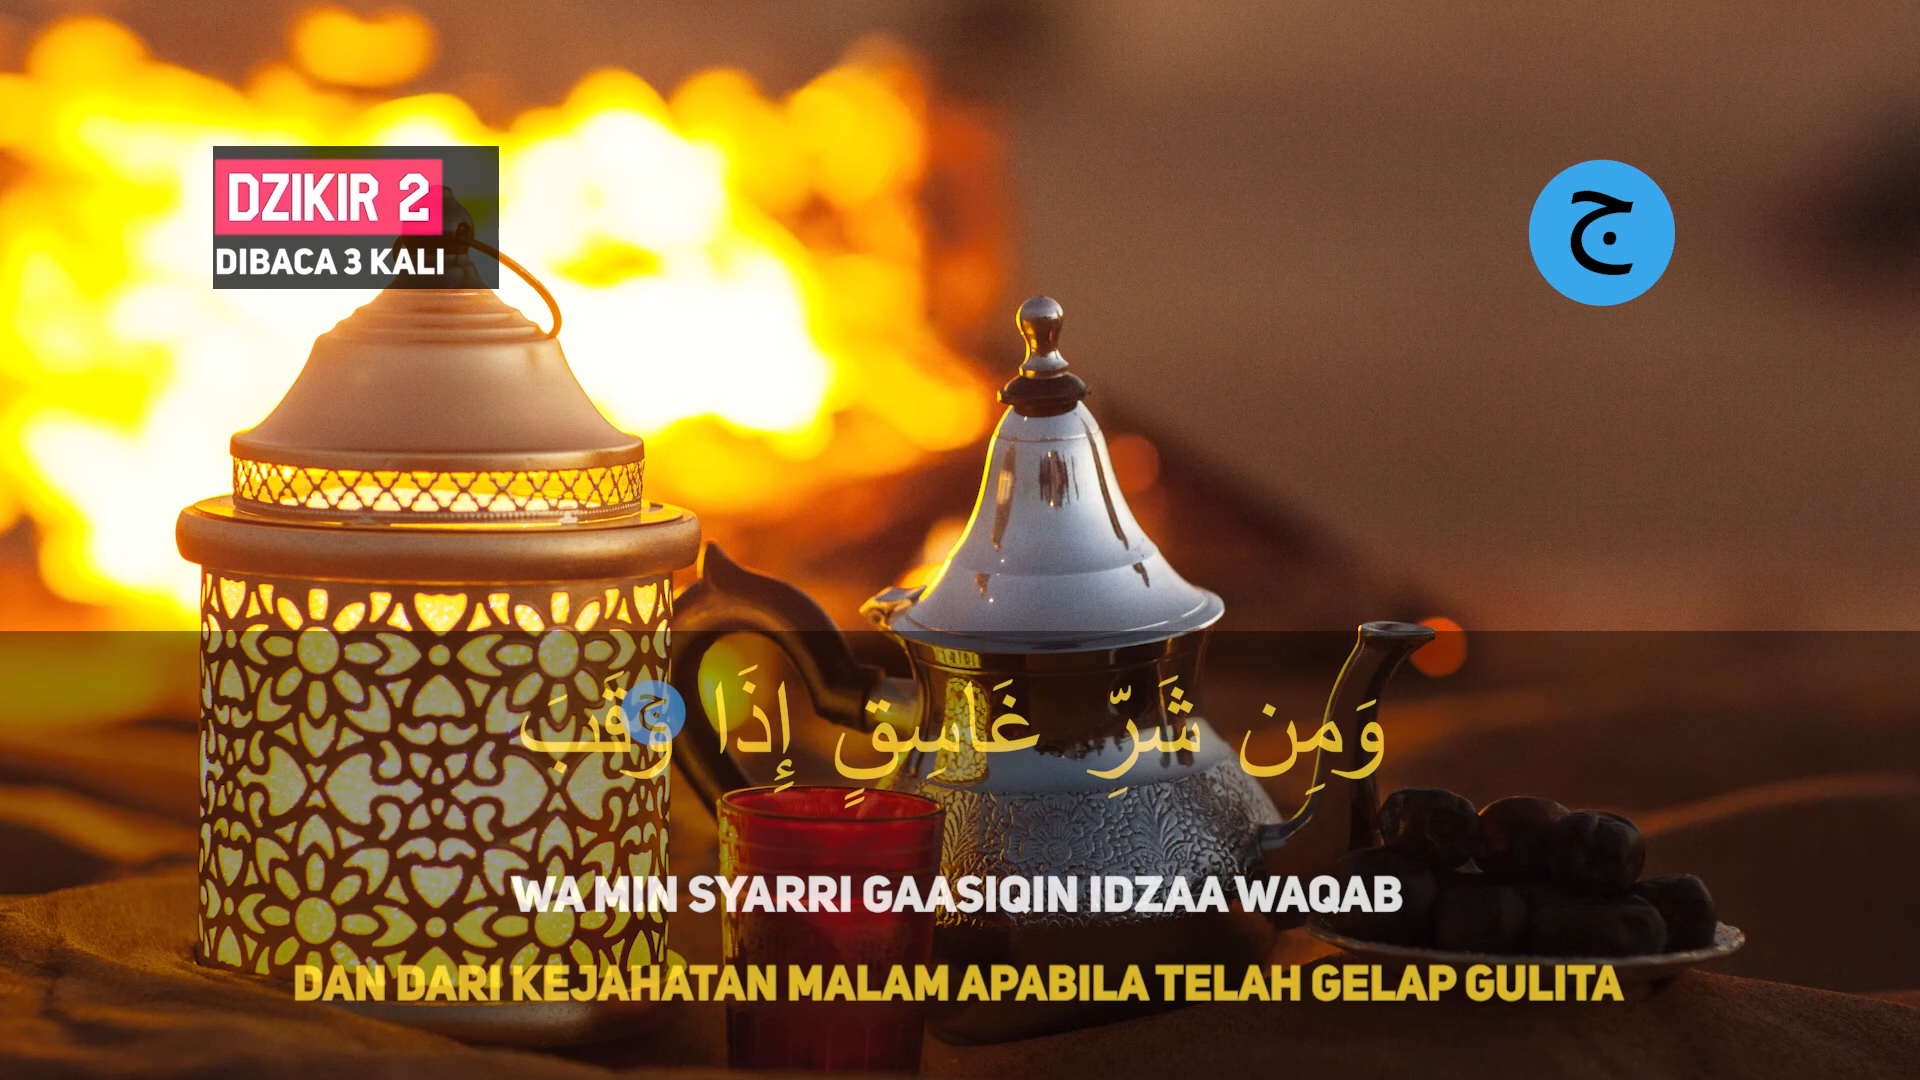 DZIKIR 2
DIBACA 3 KALI
ج
وَمِن شَرِّ غَاسِقٍ إِذَا وَقَبَ
WA MIN SYARRI GAASIQIN IDZAA WAQAB
DAN DARI KEJAHATAN MALAM APABILA TELAH GELAP GULITA